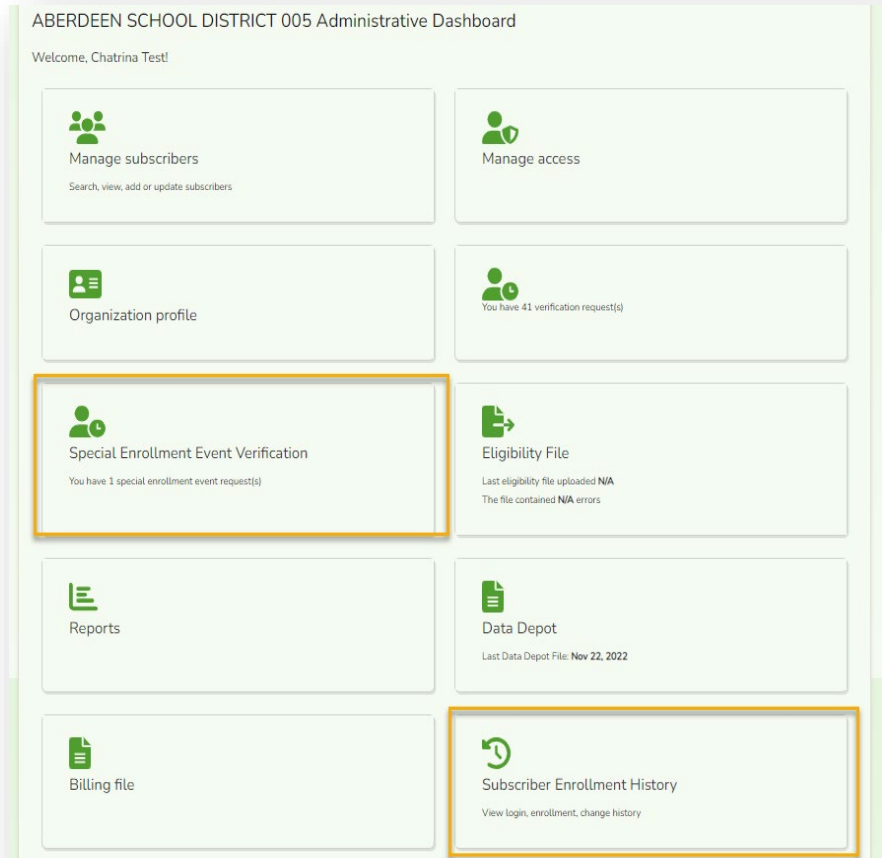 ABERDEEN SCHOOL DISTRICT 005 Administrative Dashboard
Welcome, Chatrina Test!
Manage subscribers
Search, view, add or update subscribers
Manage access
Organization profile
You have 41 verification request(s)
Special Enrollment Event Verification
You have 1 special enrollment event request(s)
Eligibility File
Last eligibility file uploaded N/A
The file contained N/A errors
Reports
Data Depot
Last Data Depot File: Nov 22, 2022
Billing file
Subscriber Enrollment History
View login, enrollment, change history